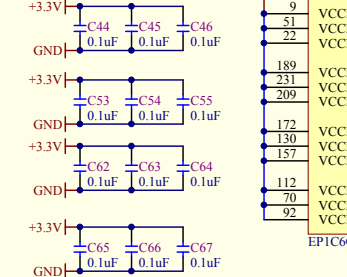 +3.3V
C44 C45 C46
0.1uF 0.1uF 0.1uF
GND
+3.3V
C53 C54 C55
0.1uF 0.1uF 0.1uF
GND
+3.3V
C62 C63 C64
0.1uF 0.1uF 0.1uF
GND
+3.3V
C65 C66 C67
0.1uF 0.1uF 0.1uF
GND
9 VCC
51 VCC
22 VCC
189 VCC
231 VCC
209 VCC
172 VCC
130 VCC
157 VCC
112 VCC
70 VCC
92 VCC
EP1C6